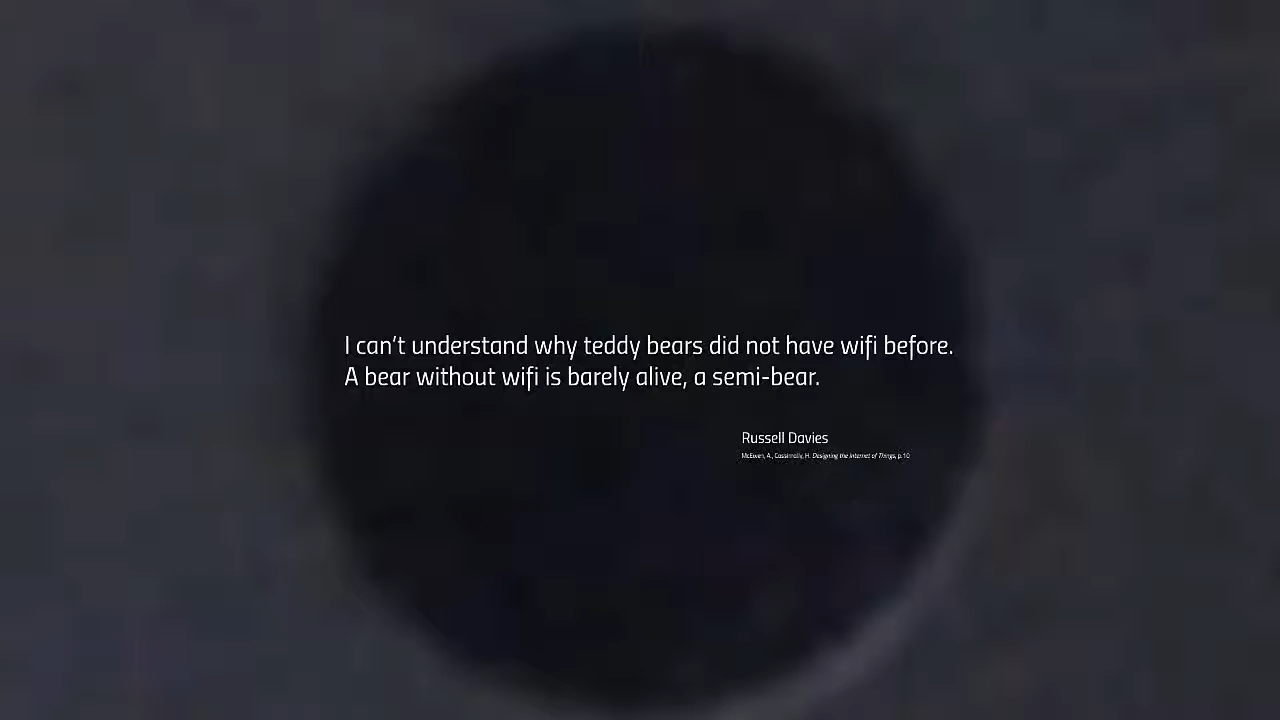 I can't understand why teddy bears did not have wifi before.
A bear without wifi is barely alive, a semi-bear.
Russell Davies
McEwen, A., Cassimally, H. Designing the Internet of Things, p.10